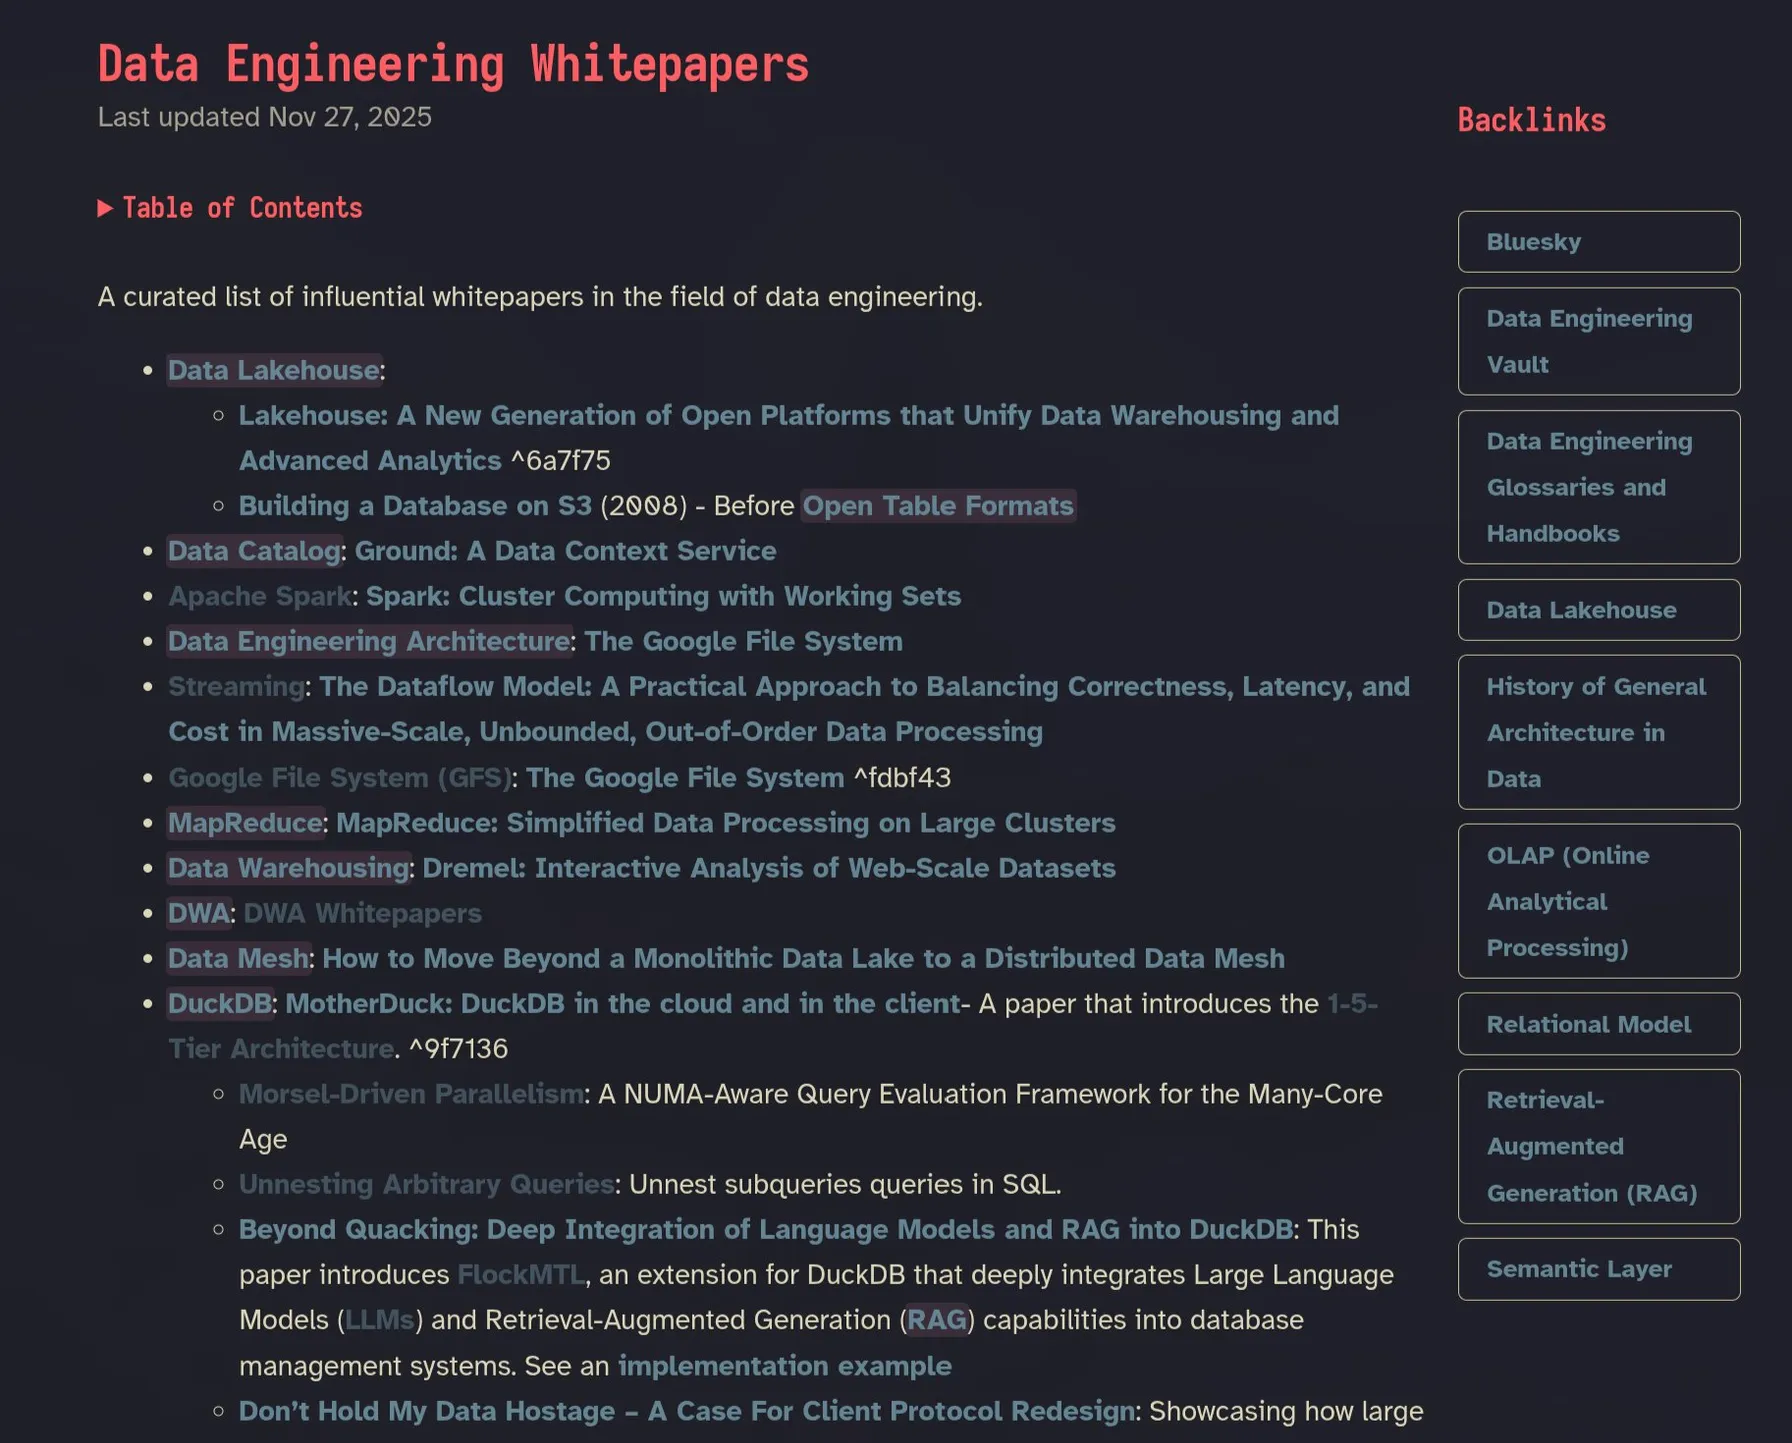 Data Engineering Whitepapers
Last updated Nov 27, 2025
▶ Table of Contents
A curated list of influential whitepapers in the field of data engineering.
• Data Lakehouse:
◦ Lakehouse: A New Generation of Open Platforms that Unify Data Warehousing and
Advanced Analytics ^6a7f75
◦ Building a Database on S3 (2008) - Before Open Table Formats
• Data Catalog: Ground: A Data Context Service
• Apache Spark: Spark: Cluster Computing with Working Sets
• Data Engineering Architecture: The Google File System
• Streaming: The Dataflow Model: A Practical Approach to Balancing Correctness, Latency, and
Cost in Massive-Scale, Unbounded, Out-of-Order Data Processing
• Google File System (GFS): The Google File System ^fdbf43
• MapReduce: MapReduce: Simplified Data Processing on Large Clusters
• Data Warehousing: Dremel: Interactive Analysis of Web-Scale Datasets
• DWA: DWA Whitepapers
• Data Mesh: How to Move Beyond a Monolithic Data Lake to a Distributed Data Mesh
• DuckDB: MotherDuck: DuckDB in the cloud and in the client- A paper that introduces the 1-5-
Tier Architecture. ^9f7136
◦ Morsel-Driven Parallelism: A NUMA-Aware Query Evaluation Framework for the Many-Core
Age
◦ Unnesting Arbitrary Queries: Unnest subqueries queries in SQL.
◦ Beyond Quacking: Deep Integration of Language Models and RAG into DuckDB: This
paper introduces FlockMTL, an extension for DuckDB that deeply integrates Large Language
Models (LLMs) and Retrieval-Augmented Generation (RAG) capabilities into database
management systems. See an implementation example
◦ Don't Hold My Data Hostage – A Case For Client Protocol Redesign: Showcasing how large
Backlinks
Bluesky
Data Engineering
Vault
Data Engineering
Glossaries and
Handbooks
Data Lakehouse
History of General
Architecture in
Data
OLAP (Online
Analytical
Processing)
Relational Model
Retrieval-
Augmented
Generation (RAG)
Semantic Layer